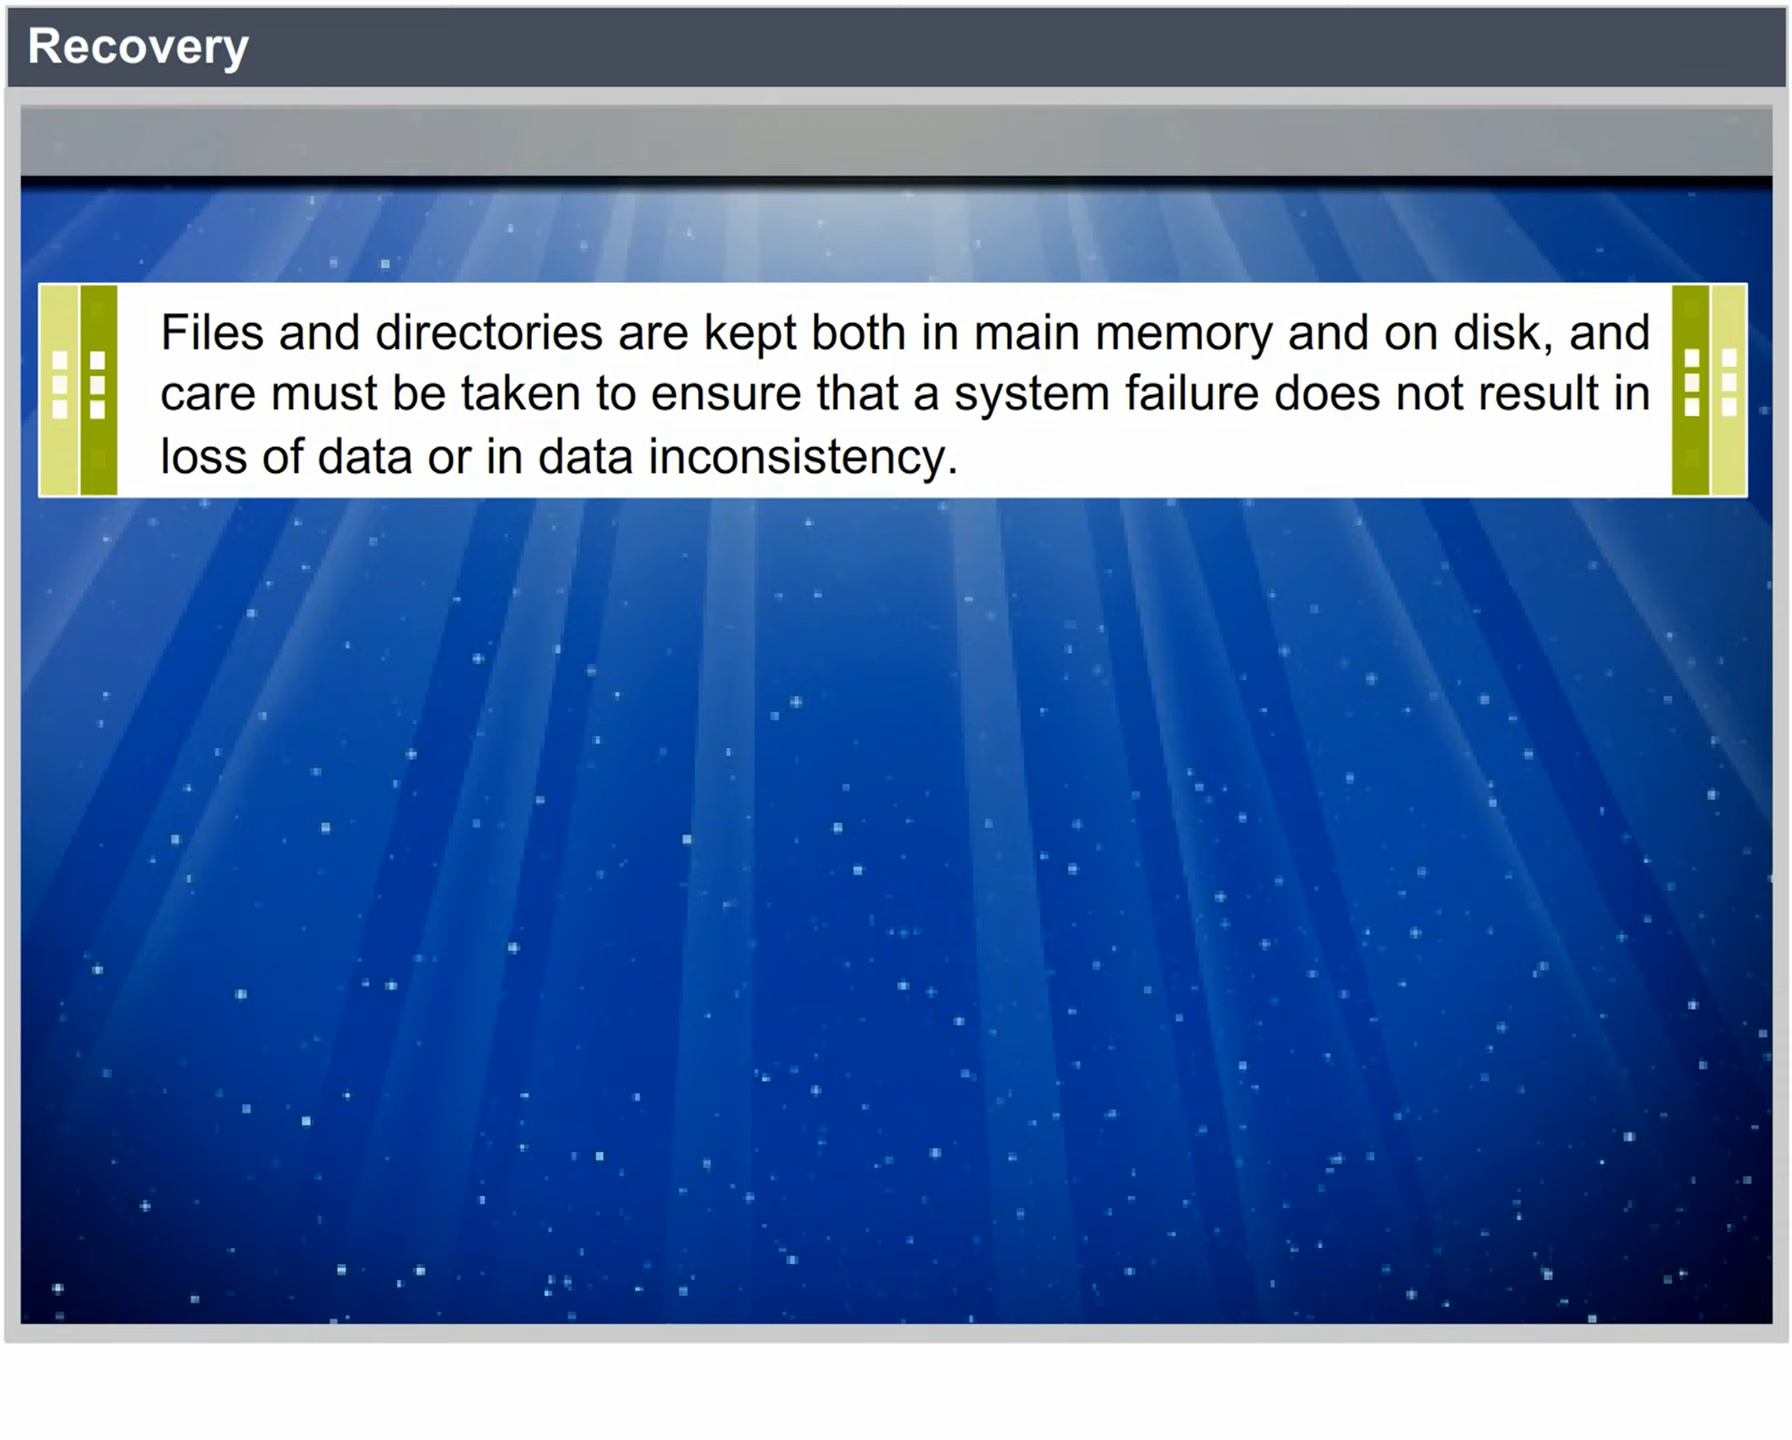 Recovery
Files and directories are kept both in main memory and on disk, and
care must be taken to ensure that a system failure does not result in
loss of data or in data inconsistency.